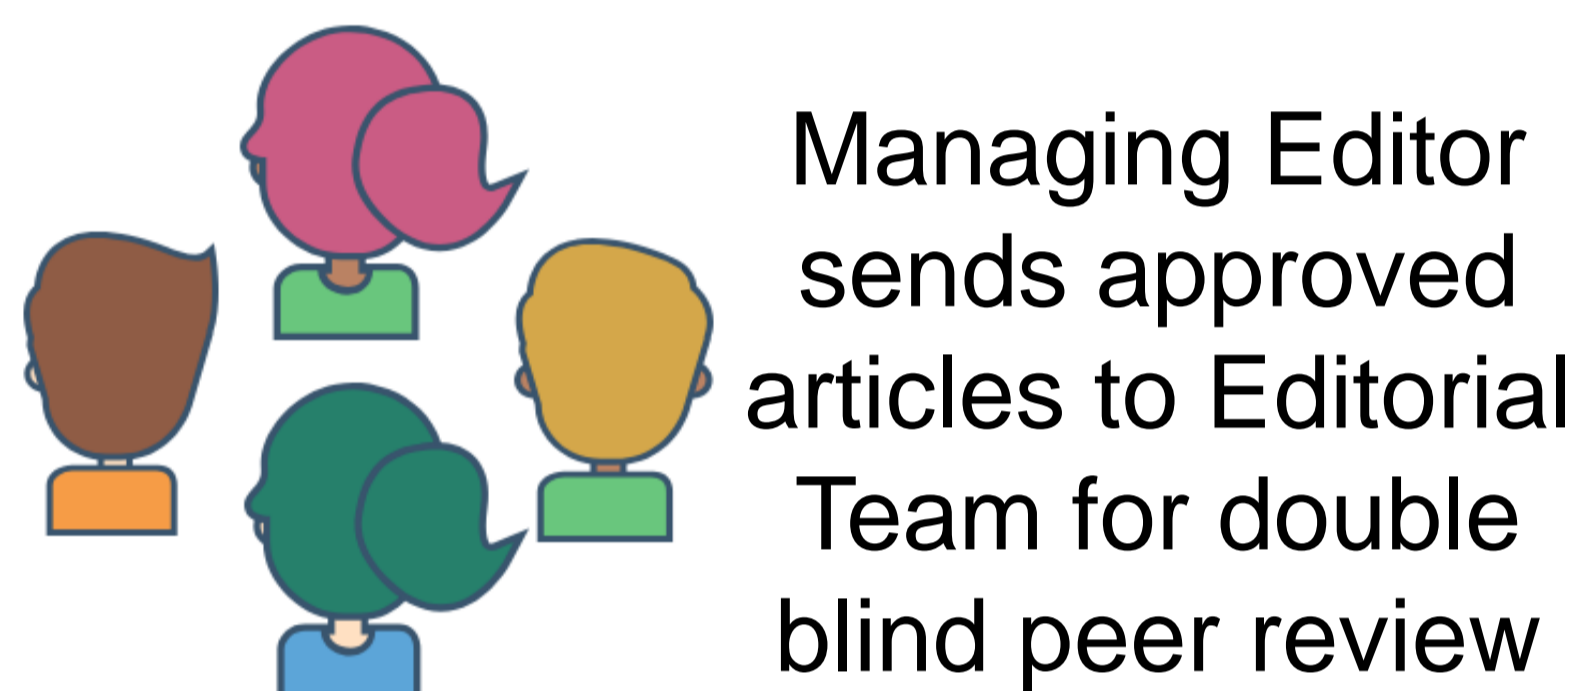 Managing Editor
sends approved
articles to Editorial
Team for double
blind peer review